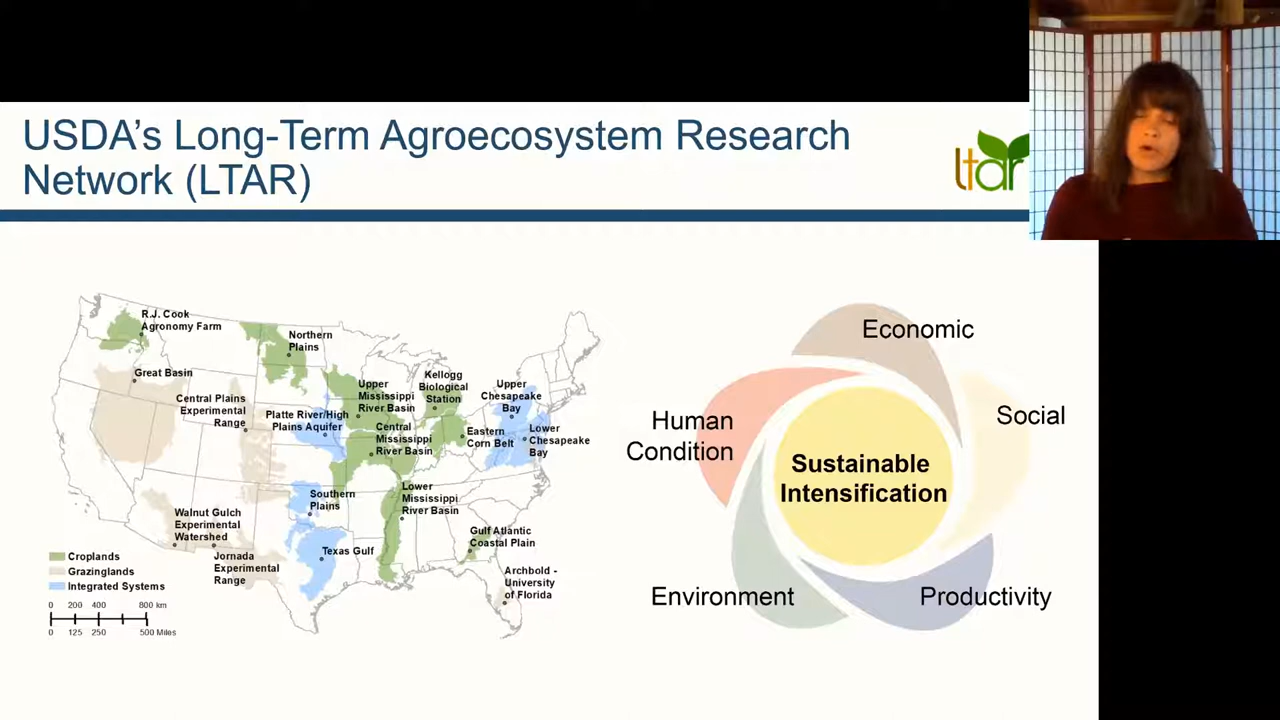 USDA's Long-Term Agroecosystem Research
Network (LTAR)
ltar
R.J. Cook
Agronomy Farm
Northern
Plains
Great Basin
Central Plains
Experimental
Range
Platte River/High
Plains Aquifer
Upper
Mississippi
River Basin
Kellogg
Biological
Station
Upper
Chesapeake
Bay
Central
Mississippi
River Basin
Eastern
Corn Belt
Lower
Chesapeake
Bay
Southern
Plains
Lower
Mississippi
River Basin
Walnut Gulch
Experimental
Watershed
Jornada
Experimental
Range
Texas Gulf
Gulf Atlantic
Coastal Plain
Archbold -
University
of Florida
Croplands
Grazinglands
Integrated Systems
0 200 400 800 km
0 125 250 500 Miles
Economic
Social
Human
Condition
Sustainable
Intensification
Environment
Productivity